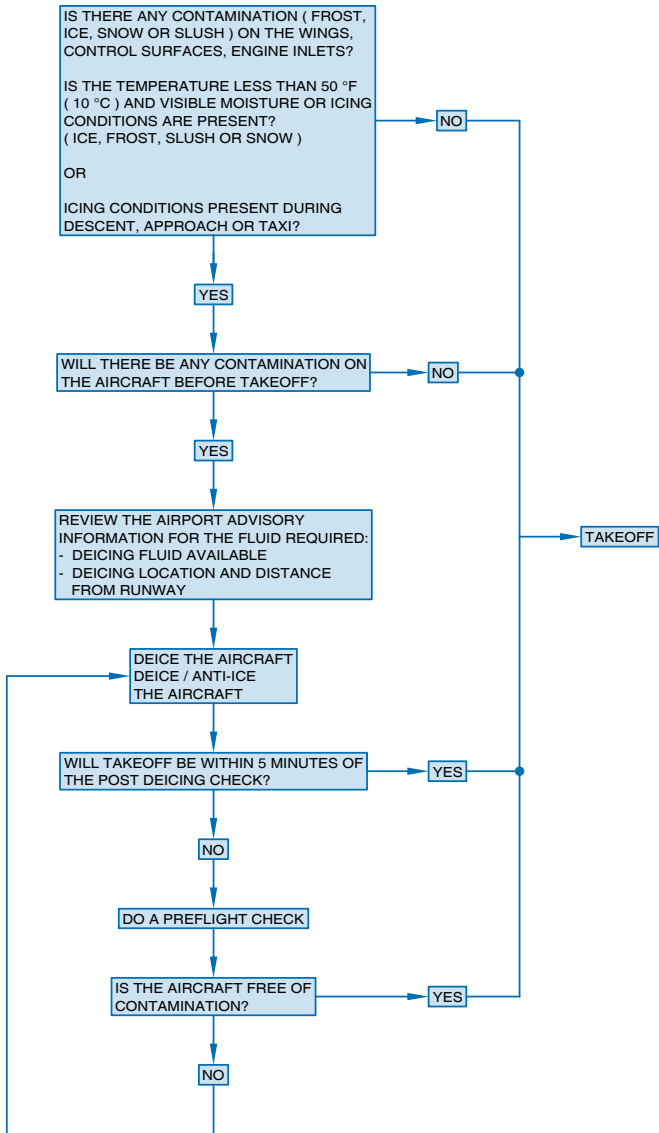 IS THERE ANY CONTAMINATION ( FROST,
ICE, SNOW OR SLUSH ) ON THE WINGS,
CONTROL SURFACES, ENGINE INLETS?
IS THE TEMPERATURE LESS THAN 50 °F
( 10 °C ) AND VISIBLE MOISTURE OR ICING
CONDITIONS ARE PRESENT?
( ICE, FROST, SLUSH OR SNOW )
OR
ICING CONDITIONS PRESENT DURING
DESCENT, APPROACH OR TAXI?
NO
YES
WILL THERE BE ANY CONTAMINATION ON
THE AIRCRAFT BEFORE TAKEOFF?
NO
YES
REVIEW THE AIRPORT ADVISORY
INFORMATION FOR THE FLUID REQUIRED:
- DEICING FLUID AVAILABLE
- DEICING LOCATION AND DISTANCE
FROM RUNWAY
TAKEOFF
DEICE THE AIRCRAFT
DEICE / ANTI-ICE
THE AIRCRAFT
WILL TAKEOFF BE WITHIN 5 MINUTES OF
THE POST DEICING CHECK?
YES
NO
DO A PREFLIGHT CHECK
IS THE AIRCRAFT FREE OF
CONTAMINATION?
YES
NO